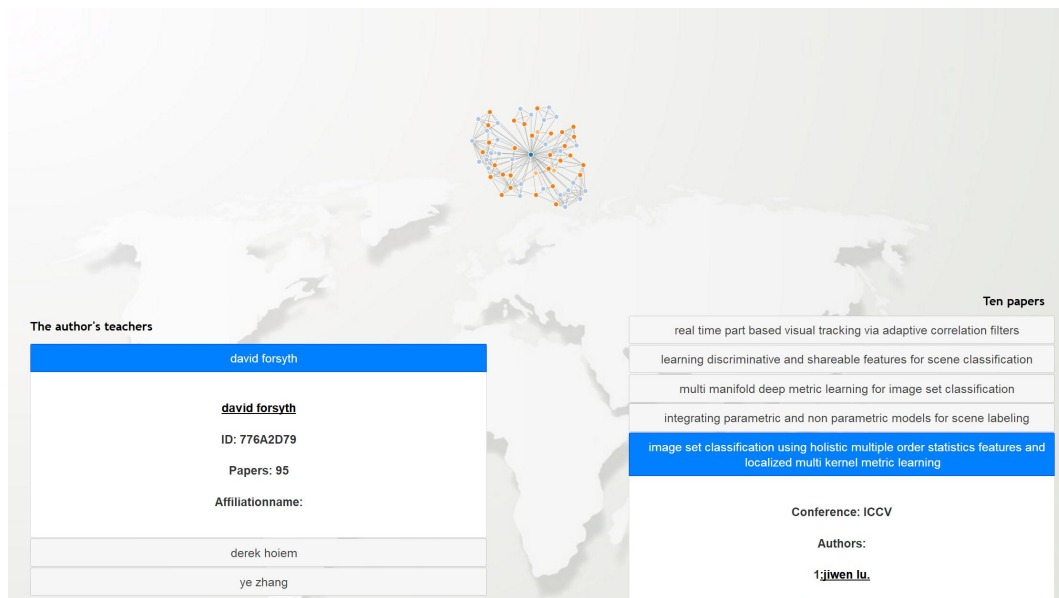 The author's teachers
david forsyth
david forsyth
ID: 776A2D79
Papers: 95
Affiliationname:
derek hoiem
ye zhang
Ten papers
real time part based visual tracking via adaptive correlation filters
learning discriminative and shareable features for scene classification
multi manifold deep metric learning for image set classification
integrating parametric and non parametric models for scene labeling
image set classification using holistic multiple order statistics features and
localized multi kernel metric learning
Conference: ICCV
Authors:
1:jiwen lu.